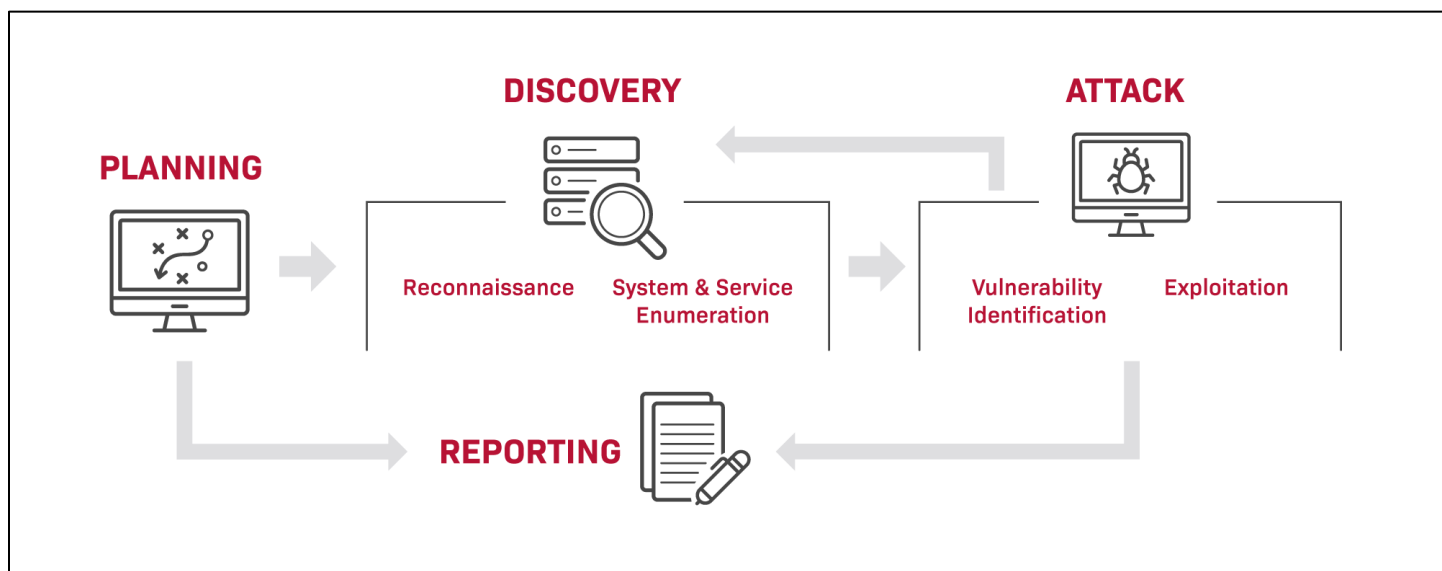 PLANNING
DISCOVERY
Reconnaissance
System & Service
Enumeration
ATTACK
Vulnerability
Identification
Exploitation
REPORTING